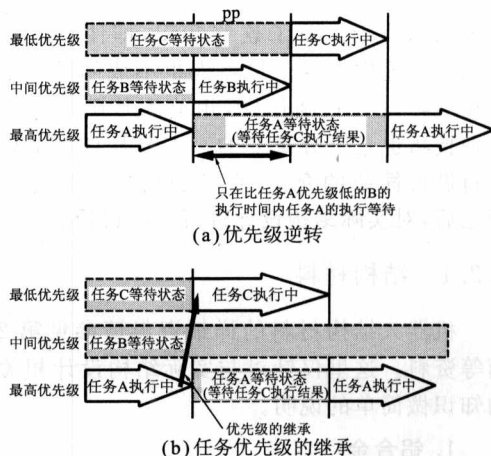 pp
最低优先级 任务C等待状态 任务C执行中
中间优先级 任务B等待状态 任务B执行中
最高优先级 任务A执行中 任务A等待状态 任务A执行中
(等待任务C执行结果)
只在比任务A优先级低的B的
执行时间内任务A的执行等待
(a)优先级逆转
最低优先级 任务C等待状态 任务C执行中
中间优先级 任务B等待状态
最高优先级 任务A执行中 任务A等待状态 任务A执行中
(等待任务C执行结果)
优先级的继承
(b)任务优先级的继承